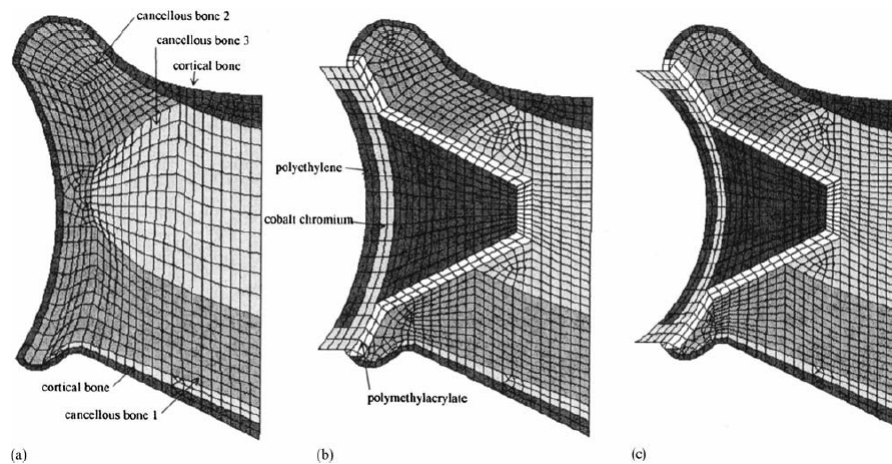 cancellous bone 2
cancellous bone 3
cortical bone
polyethylene
cobalt chromium
cortical bone
cancellous bone 1
polymethylacrylate
(a)
(b)
(c)